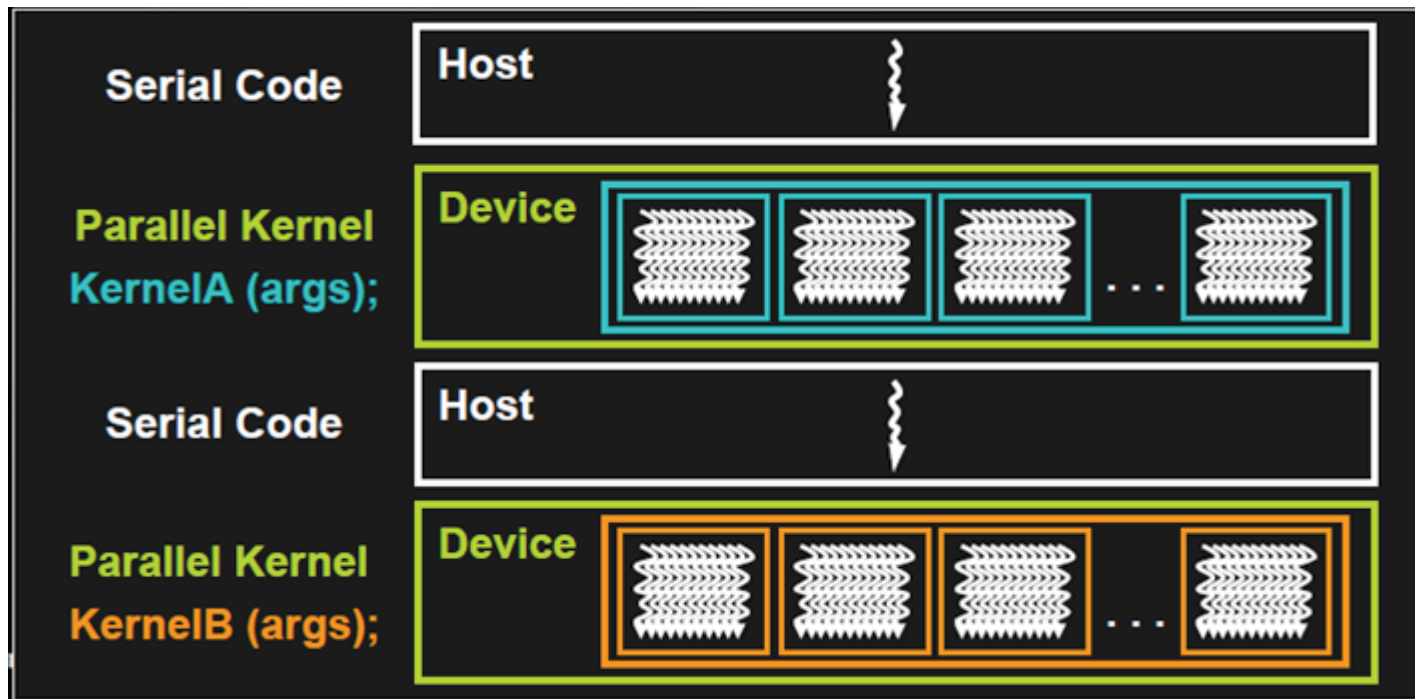 Serial Code
Host
Parallel Kernel
KernelA (args);
Device
. . .
Serial Code
Host
Parallel Kernel
KernelB (args);
Device
. . .